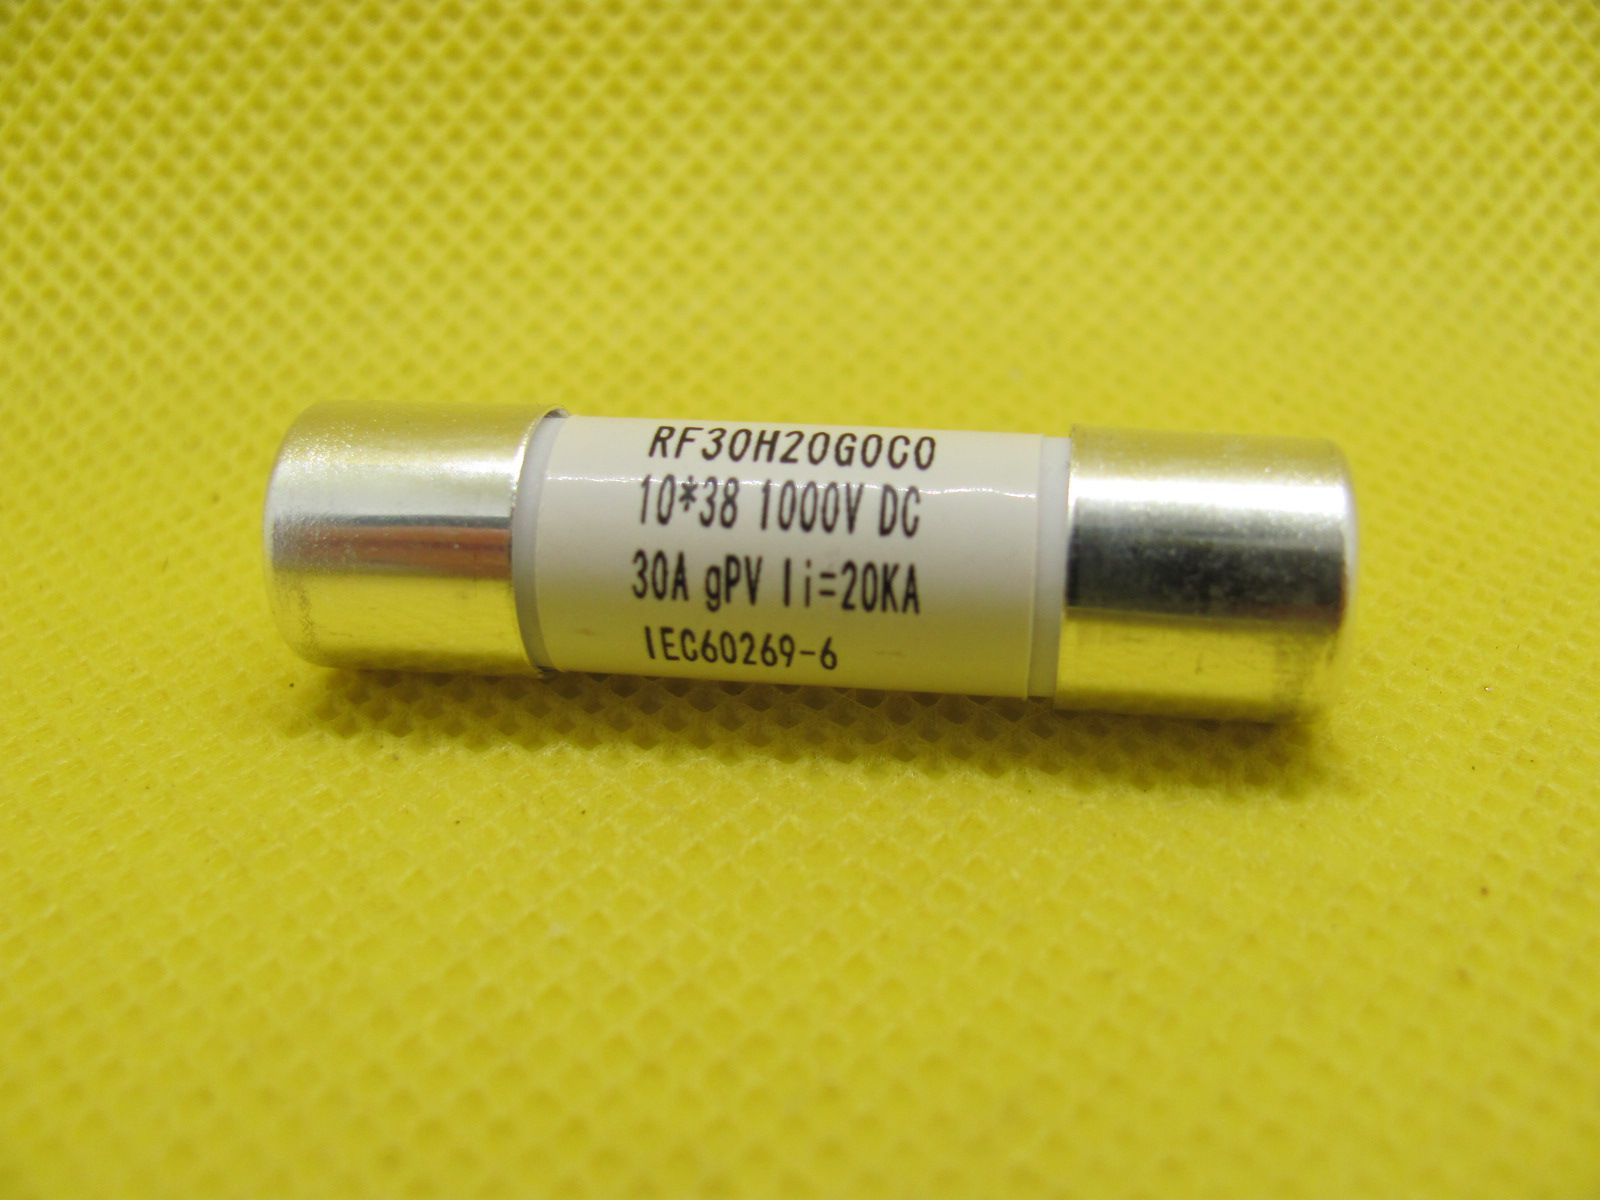 RF30H20G0C0
10*38 1000V DC
30A gPV Ii=20KA
IEC60269-6